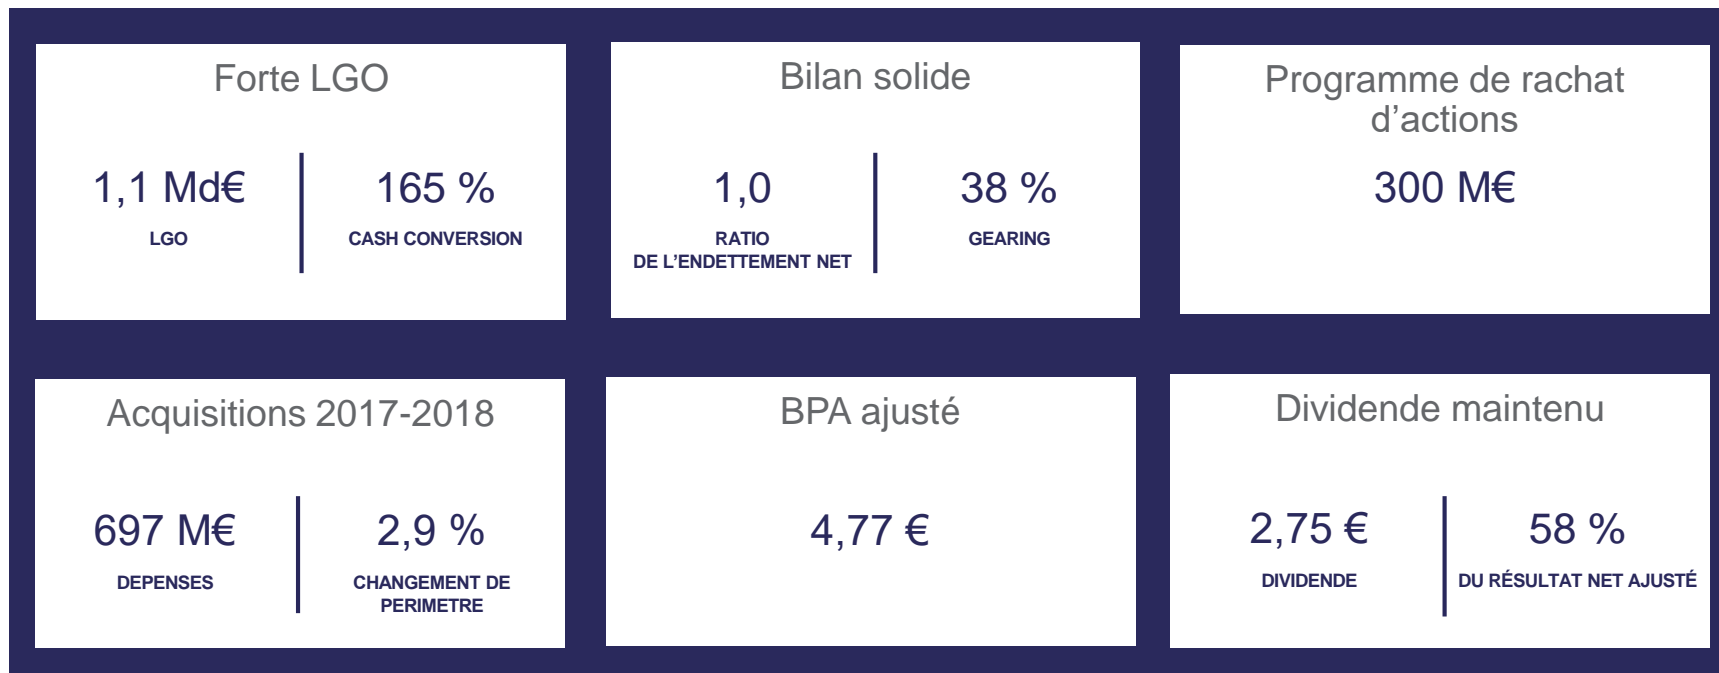 Forte LGO
1,1 Md€
165 %
LGO
CASH CONVERSION
Bilan solide
1,0
38 %
RATIO
DE L’ENDETTEMENT NET
GEARING
Programme de rachat
d’actions
300 M€
Acquisitions 2017-2018
697 M€
2,9 %
DEPENSES
CHANGEMENT DE
PERIMETRE
BPA ajusté
4,77 €
Dividende maintenu
2,75 €
58 %
DIVIDENDE
DU RÉSULTAT NET AJUSTÉ